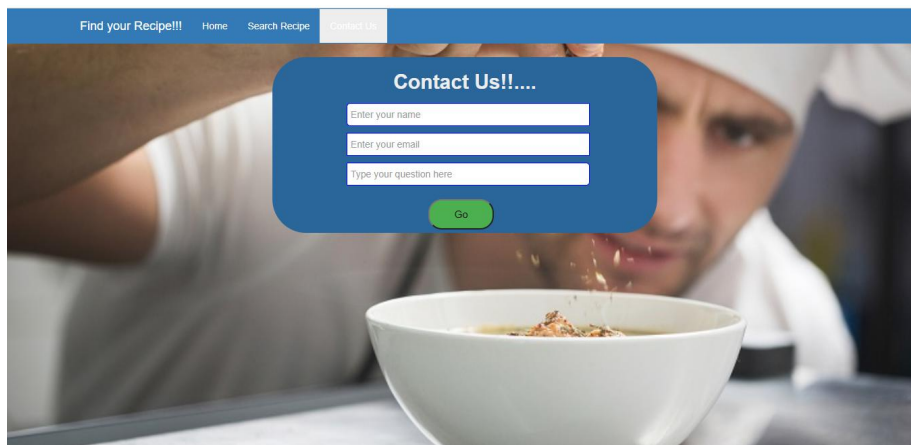 Find your Recipe!!! Home Search Recipe Contact Us
Contact Us!!....
Enter your name
Enter your email
Type your question here
Go